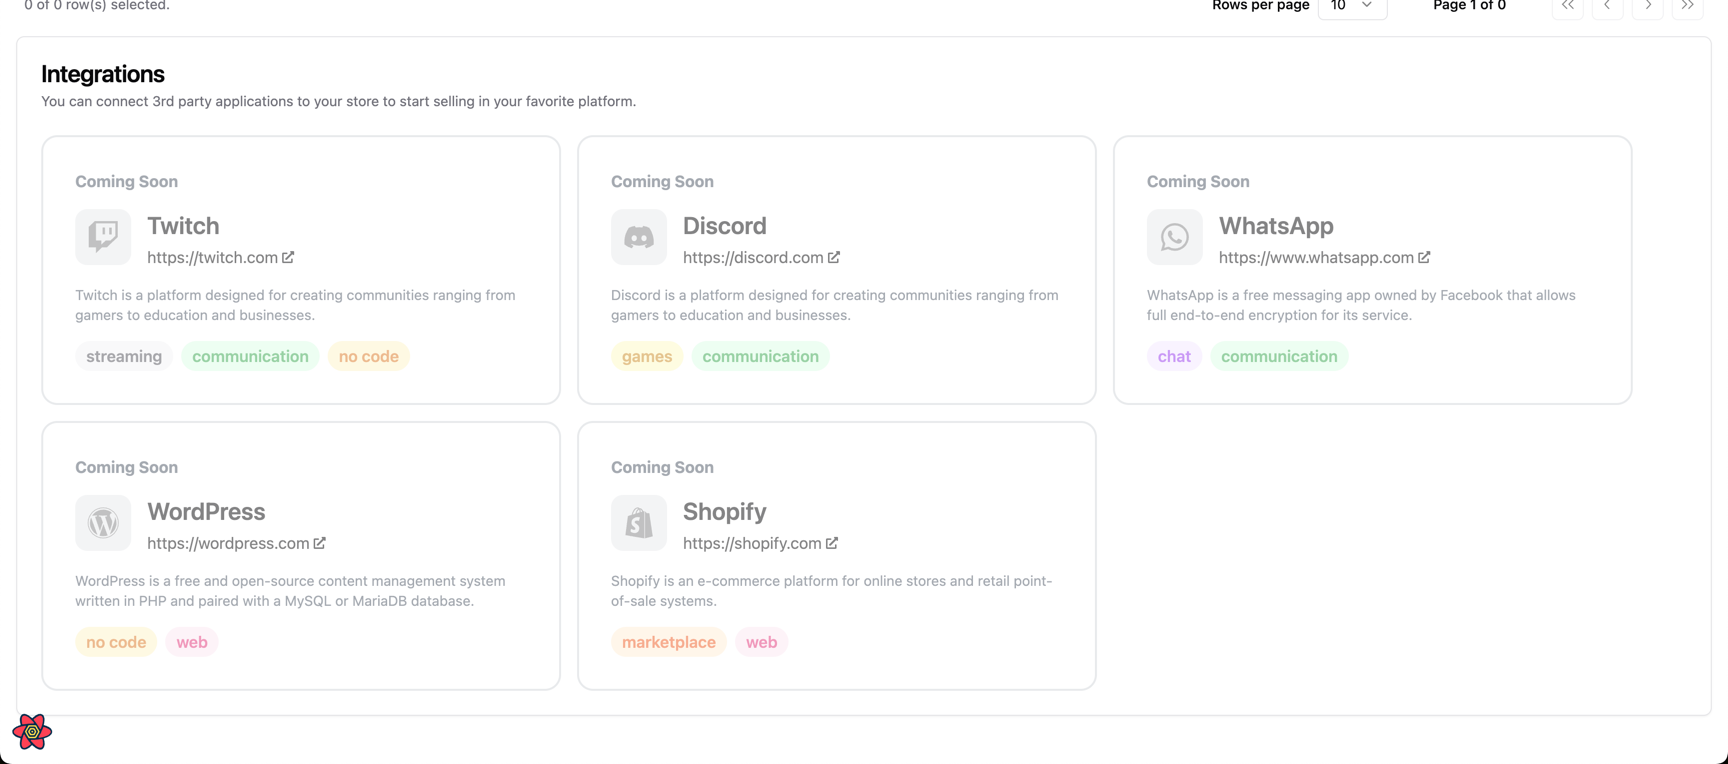 0 of 0 row(s) selected.
Rows per page 10 Page 1 of 0
Integrations
You can connect 3rd party applications to your store to start selling in your favorite platform.
Coming Soon
Twitch
https://twitch.com
Twitch is a platform designed for creating communities ranging from
gamers to education and businesses.
streaming communication no code
Coming Soon
Discord
https://discord.com
Discord is a platform designed for creating communities ranging from
gamers to education and businesses.
games communication
Coming Soon
WhatsApp
https://www.whatsapp.com
WhatsApp is a free messaging app owned by Facebook that allows
full end-to-end encryption for its service.
chat communication
Coming Soon
WordPress
https://wordpress.com
WordPress is a free and open-source content management system
written in PHP and paired with a MySQL or MariaDB database.
no code web
Coming Soon
Shopify
https://shopify.com
Shopify is an e-commerce platform for online stores and retail point-
of-sale systems.
marketplace web